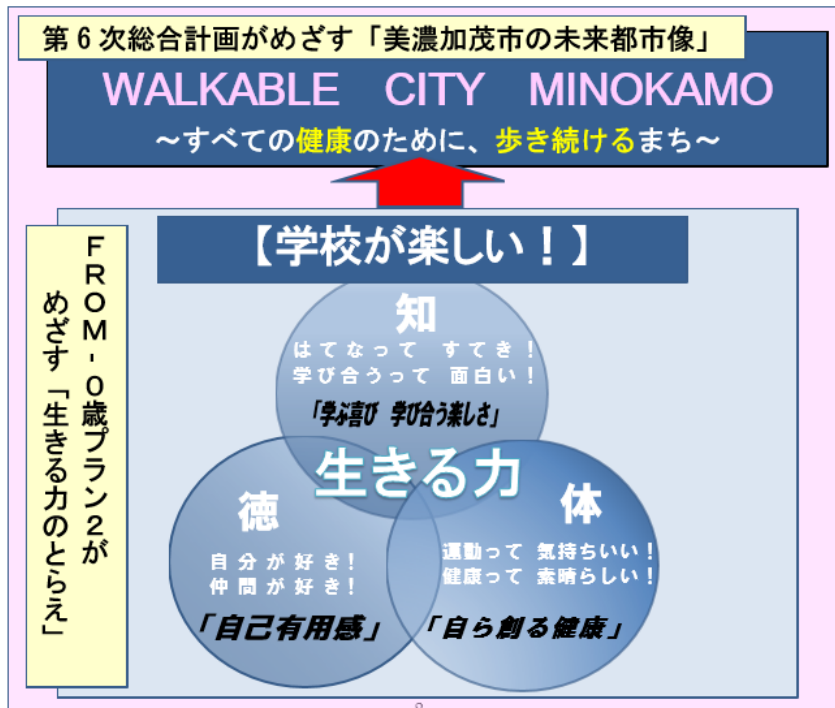 第6次総合計画がめざす「美濃加茂市の未来都市像」
WALKABLE CITY MINOKAMO
～すべての健康のために、歩き続けるまち～
FROM-0歳プラン2が
めざす「生きる力のとらえ」
【学校が楽しい！】
知
はてなって すてき！
学び合うって 面白い！
「学ぶ喜び 学び合う楽しさ」
生きる力
徳
自分が好き！
仲間が好き！
「自己有用感」
体
運動って 気持ちいい！
健康って 素晴らしい！
「自ら創る健康」